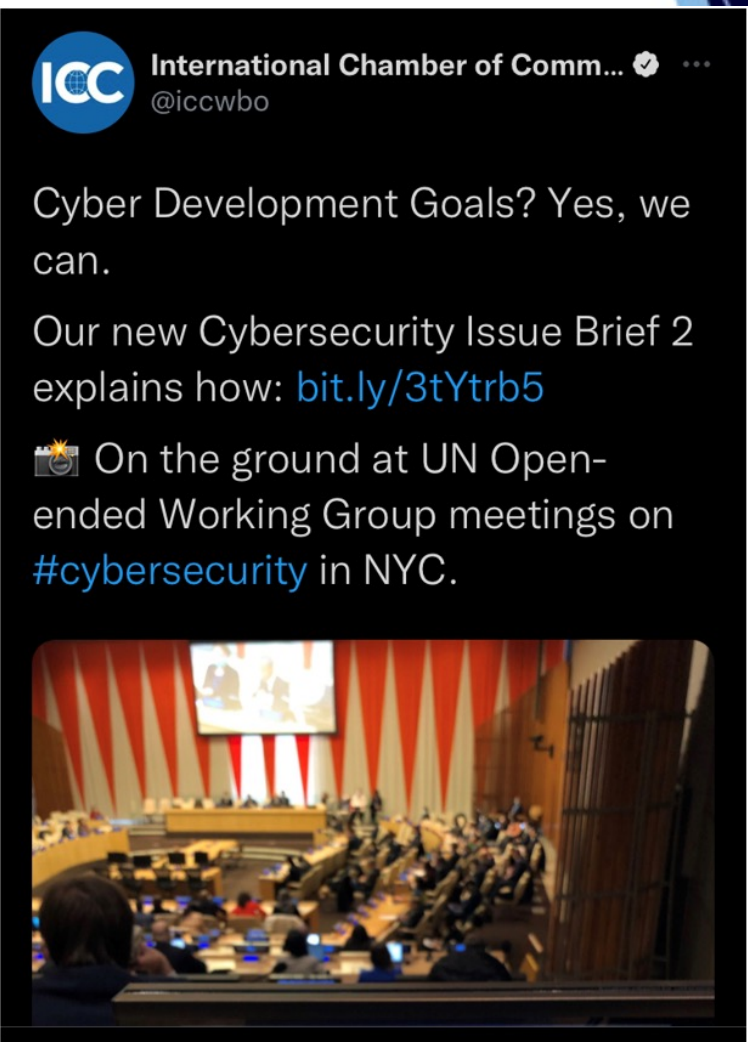 ICC
International Chamber of Comm...
@iccwbo
Cyber Development Goals? Yes, we
can.
Our new Cybersecurity Issue Brief 2
explains how: bit.ly/3tYtrb5
📸 On the ground at UN Open-
ended Working Group meetings on
#cybersecurity in NYC.